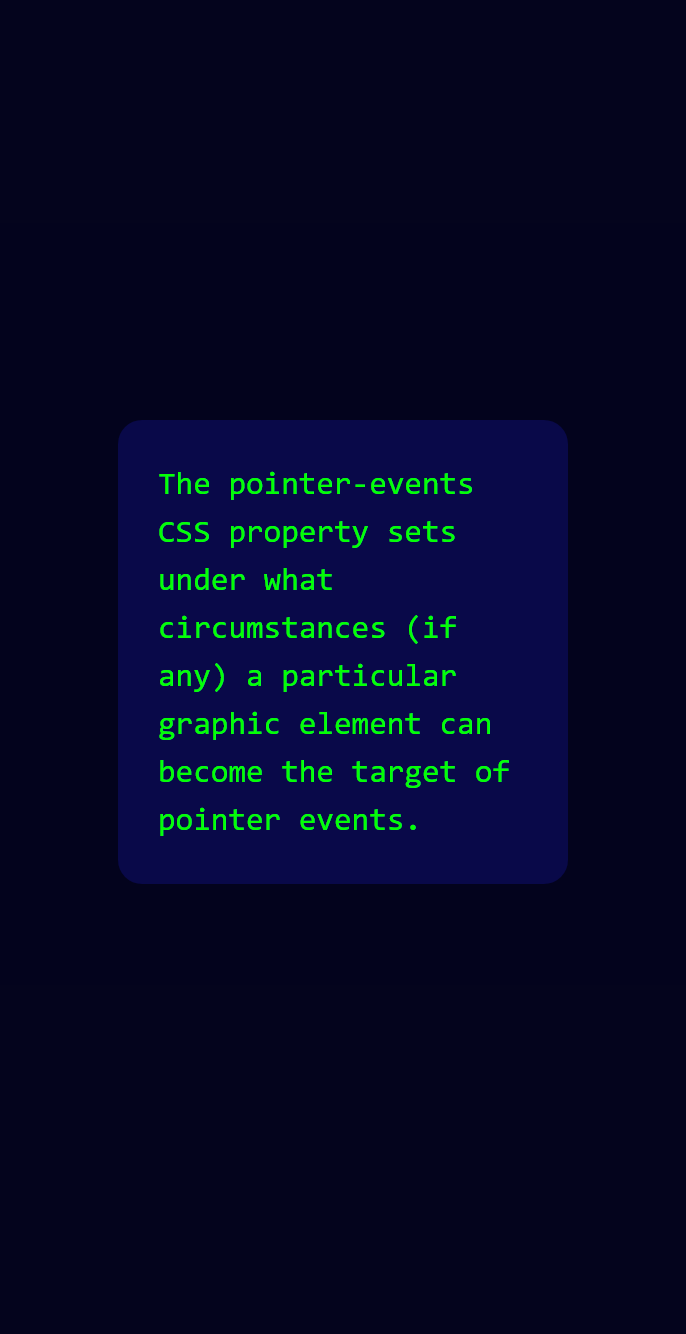 The pointer-events
CSS property sets
under what
circumstances (if
any) a particular
graphic element can
become the target of
pointer events.